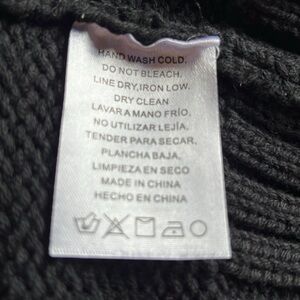 HAND WASH COLD.
DO NOT BLEACH.
LINE DRY,IRON LOW.
DRY CLEAN
LAVAR A MANO FRÍO.
NO UTILIZAR LEJÍA.
TENDER PARA SECAR.
PLANCHA BAJA.
LIMPIEZA EN SECO
MADE IN CHINA
HECHO EN CHINA